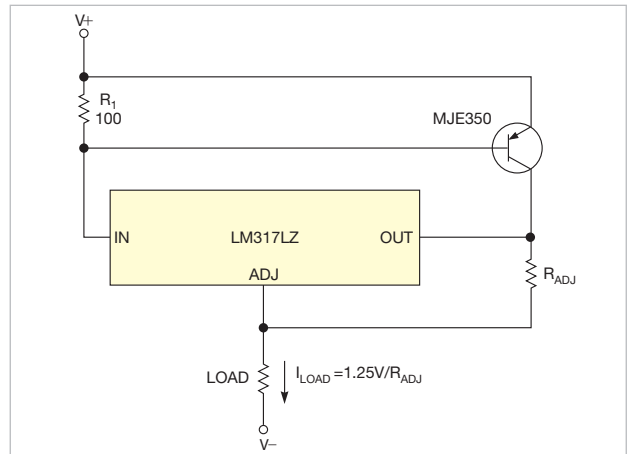 V+
R1
100
MJE350
IN
LM317LZ
OUT
ADJ
RADJ
LOAD
ILOAD=1.25V/RADJ
V–